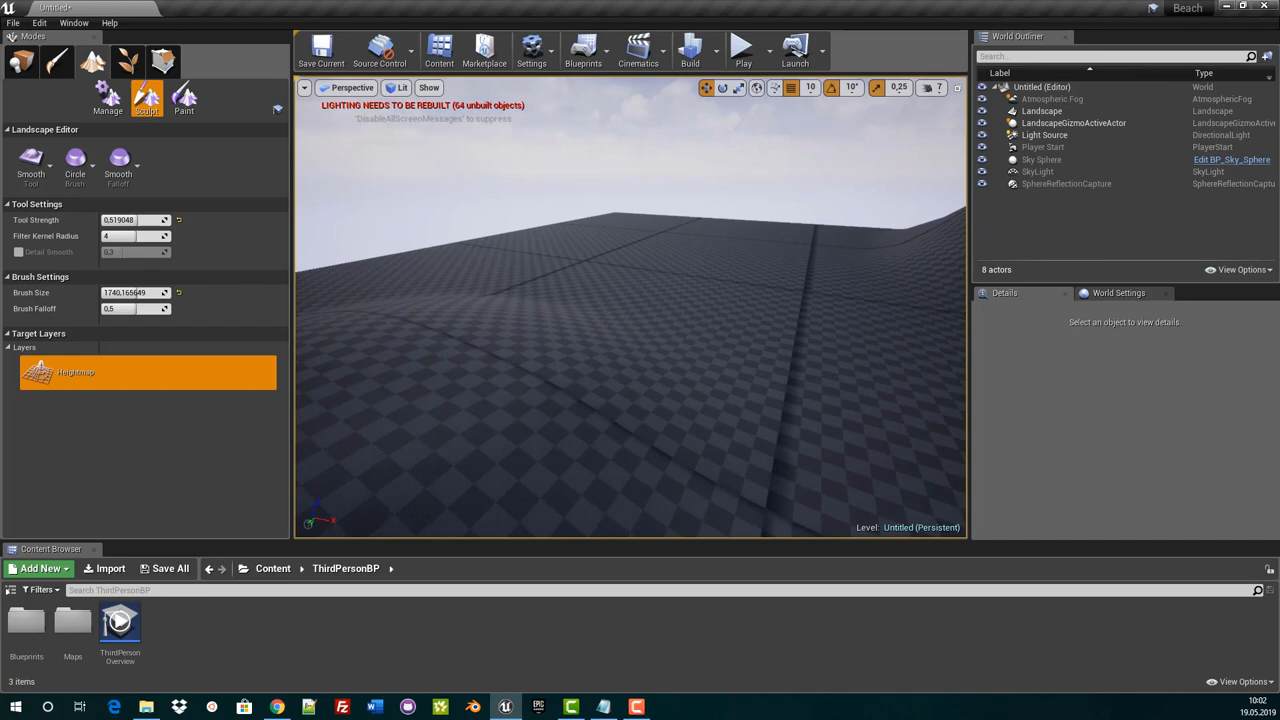 Untitled*
Beach
File Edit Window Help
Modes
Manage Sculpt Paint
Landscape Editor
Smooth Circle Smooth
Tool Brush Falloff
Tool Settings
Tool Strength 0,519048
Filter Kernel Radius 4
Detail Smooth 0,3
Brush Settings
Brush Size 1740,165649
Brush Falloff 0,5
Target Layers
Layers
Heightmap
Save Current Source Control Content Marketplace Settings Blueprints Cinematics Build Play Launch
Perspective Lit Show 10 10° 0,25 7
LIGHTING NEEDS TO BE REBUILT (64 unbuilt objects)
'DisableAllScreenMessages' to suppress
X
Level: Untitled (Persistent)
World Outliner
Search...
Label Type
Untitled (Editor) World
Atmospheric Fog AtmosphericFog
Landscape Landscape
LandscapeGizmoActiveActor LandscapeGizmoActive
Light Source DirectionalLight
Player Start PlayerStart
Sky Sphere Edit BP_Sky_Sphere
SkyLight SkyLight
SphereReflectionCapture SphereReflectionCaptu
8 actors View Options
Details World Settings
Select an object to view details.
Content Browser
Add New Import Save All Content ThirdPersonBP
Filters Search ThirdPersonBP
Blueprints Maps ThirdPerson
Overview
3 items View Options
10:02
19.05.2019